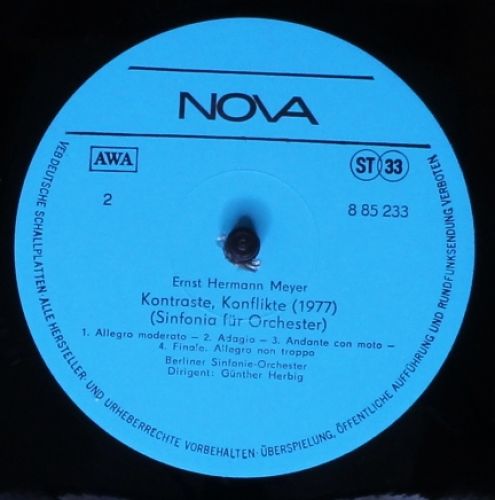 NOVA
AWA
ST 33
2
8 85 233
Ernst Hermann Meyer
Kontraste, Konflikte (1977)
(Sinfonia für Orchester)
1. Allegro moderato – 2. Adagio – 3. Andante con moto –
4. Finale. Allegro non troppo
Berliner Sinfonie-Orchester
Dirigent: Günther Herbig
VEB DEUTSCHE SCHALLPLATTEN · ALLE HERSTELLER- UND URHEBERRECHTE VORBEHALTEN · ÜBERSPIELUNG, ÖFFENTLICHE AUFFÜHRUNG UND RUNDFUNKSENDUNG VERBOTEN